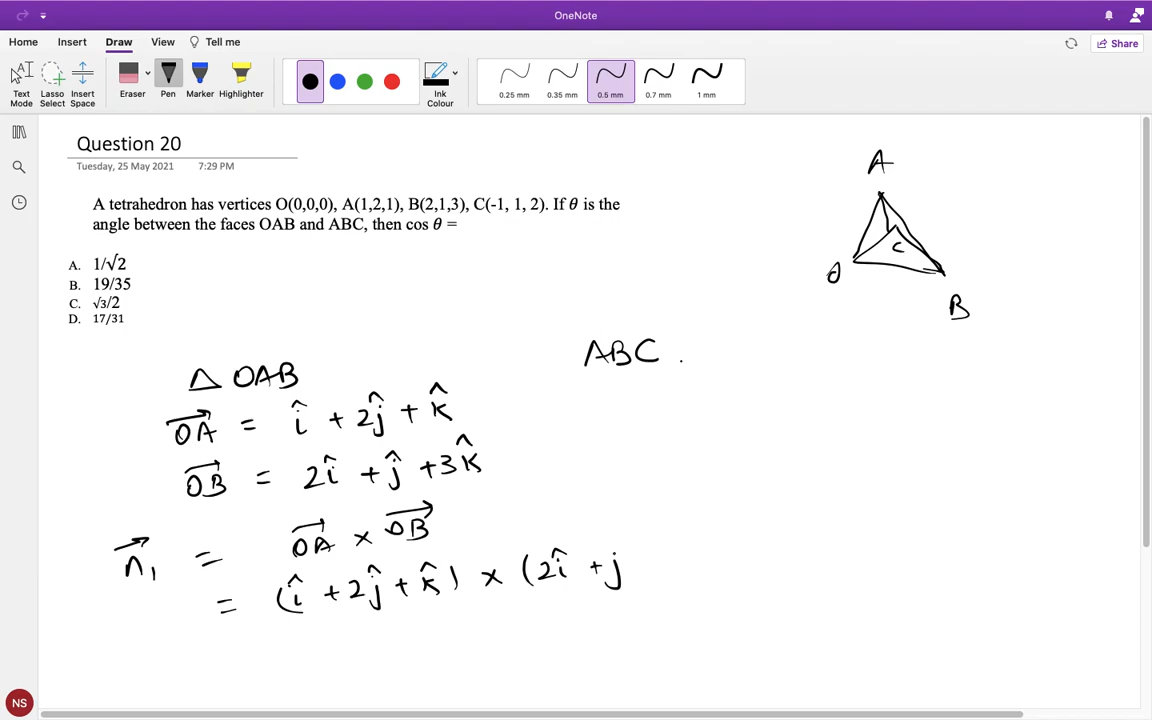 OneNote
Home Insert Draw View Tell me
Share
Text Mode
Lasso Select
Insert Space
Eraser
Pen
Marker
Highlighter
Ink Colour
0.25 mm
0.35 mm
0.5 mm
0.7 mm
1 mm
Question 20
Tuesday, 25 May 2021 7:29 PM
A tetrahedron has vertices O(0,0,0), A(1,2,1), B(2,1,3), C(-1, 1, 2). If θ is the
angle between the faces OAB and ABC, then cos θ =
A. 1/√2
B. 19/35
C. √3/2
D. 17/31
A
C
O
B
ABC .
△ OAB
→OA = î + 2ĵ + k̂
→OB = 2î + ĵ + 3k̂
→n₁ = →OA × →OB
= (î + 2ĵ + k̂) × (2î + j
NS